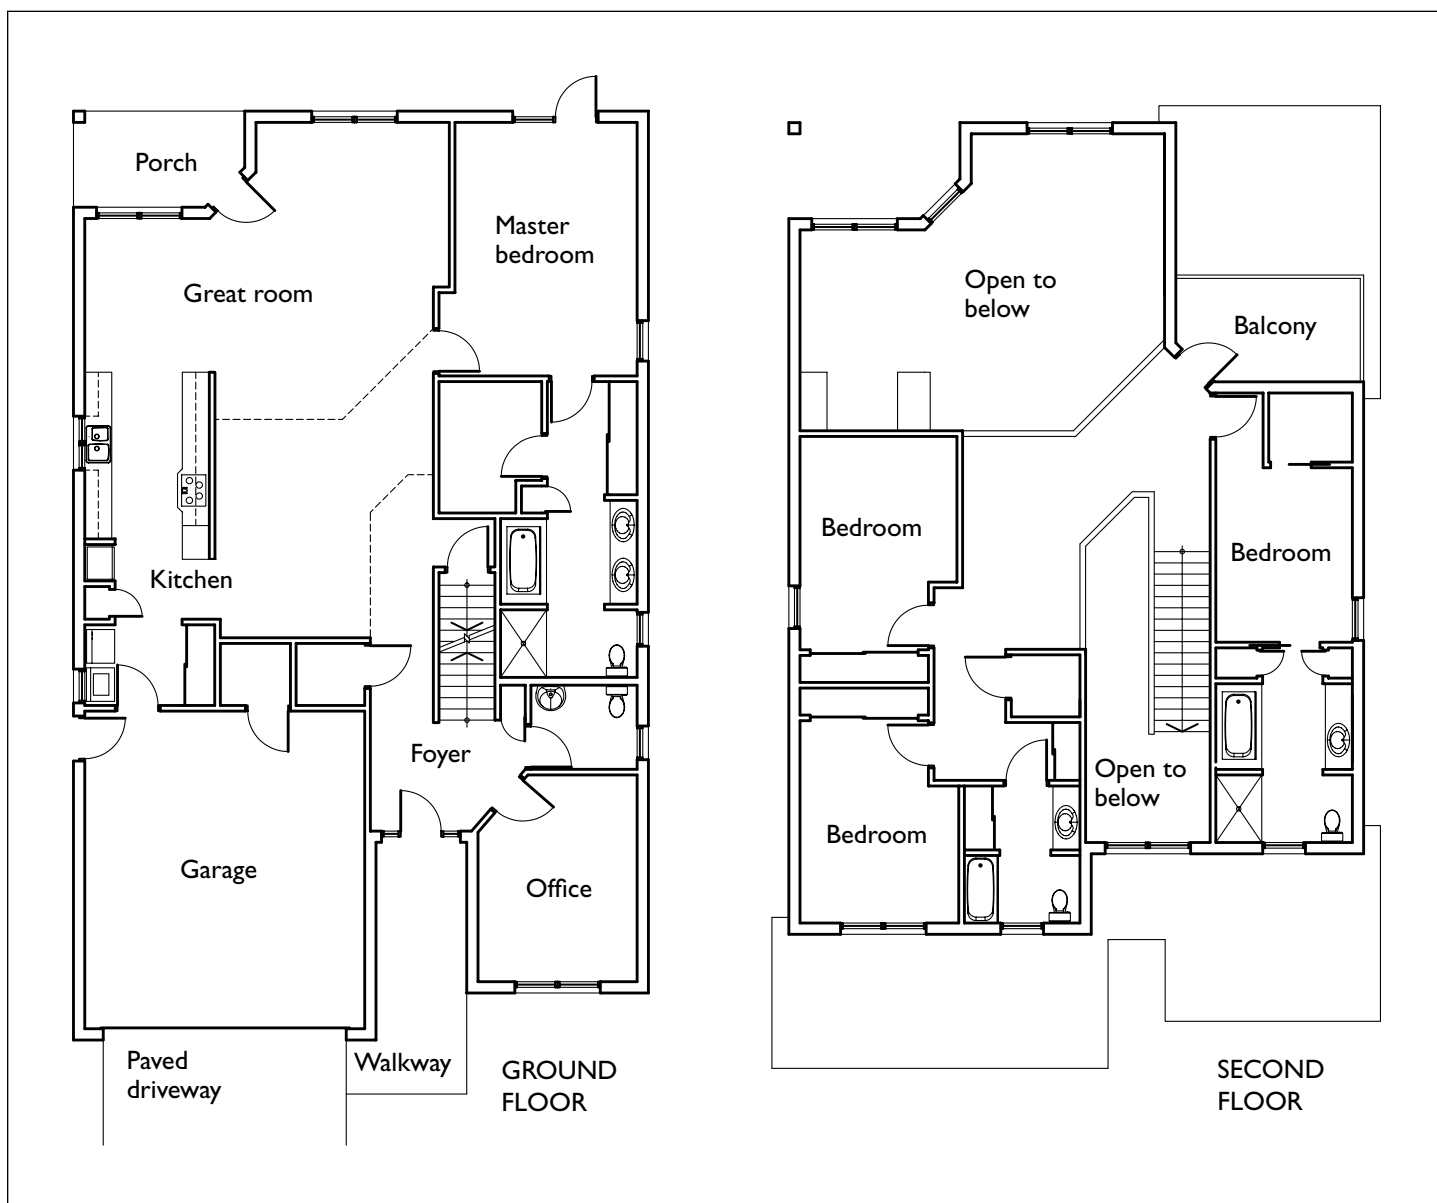 Porch
Master
bedroom
Great room
Kitchen
Foyer
Garage
Office
Paved
driveway
Walkway
GROUND
FLOOR
Open to
below
Balcony
Bedroom
Bedroom
Open to
below
Bedroom
SECOND
FLOOR